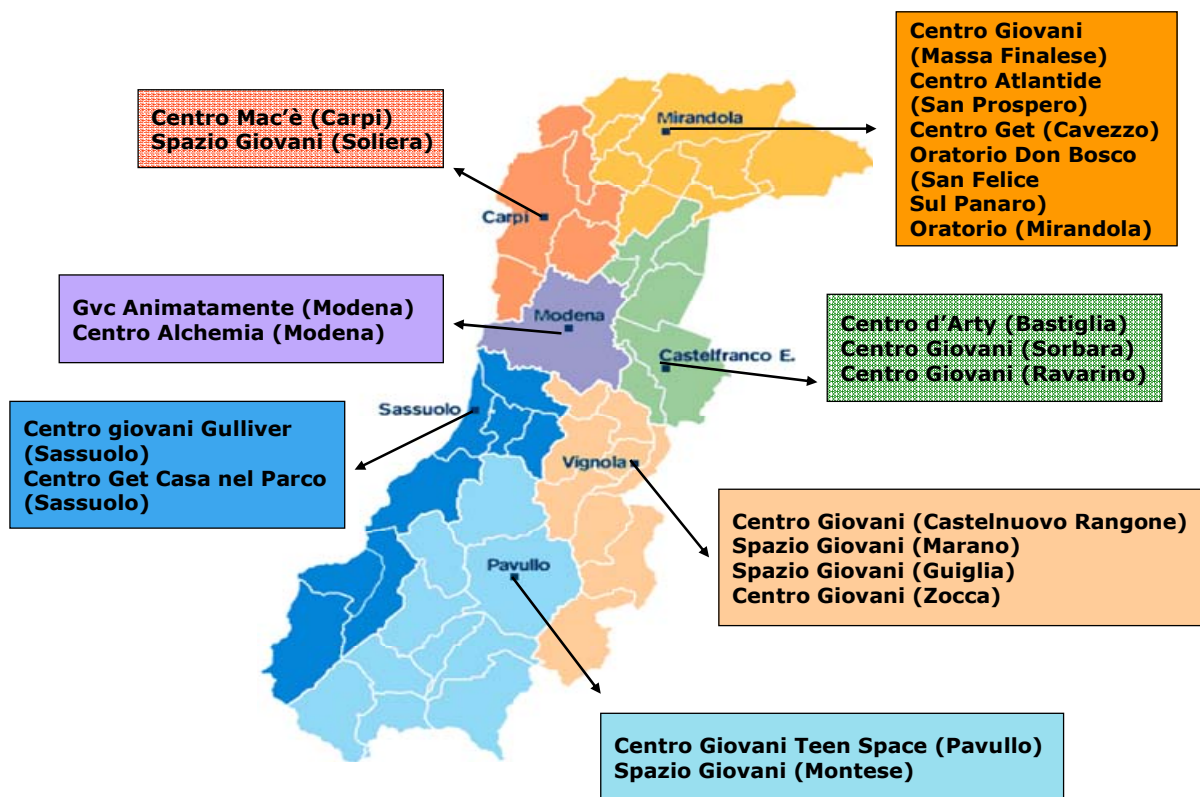 Centro Giovani
(Massa Finalese)
Centro Atlantide
(San Prospero)
Centro Get (Cavezzo)
Oratorio Don Bosco
(San Felice
Sul Panaro)
Oratorio (Mirandola)
Mirandola
Centro Mac'è (Carpi)
Spazio Giovani (Soliera)
Carpi
Gvc Animatamente (Modena)
Centro Alchemia (Modena)
Modena
Centro d'Arty (Bastiglia)
Centro Giovani (Sorbara)
Centro Giovani (Ravarino)
Castelfranco E.
Sassuolo
Centro giovani Gulliver
(Sassuolo)
Centro Get Casa nel Parco
(Sassuolo)
Vignola
Centro Giovani (Castelnuovo Rangone)
Spazio Giovani (Marano)
Spazio Giovani (Guiglia)
Centro Giovani (Zocca)
Pavullo
Centro Giovani Teen Space (Pavullo)
Spazio Giovani (Montese)